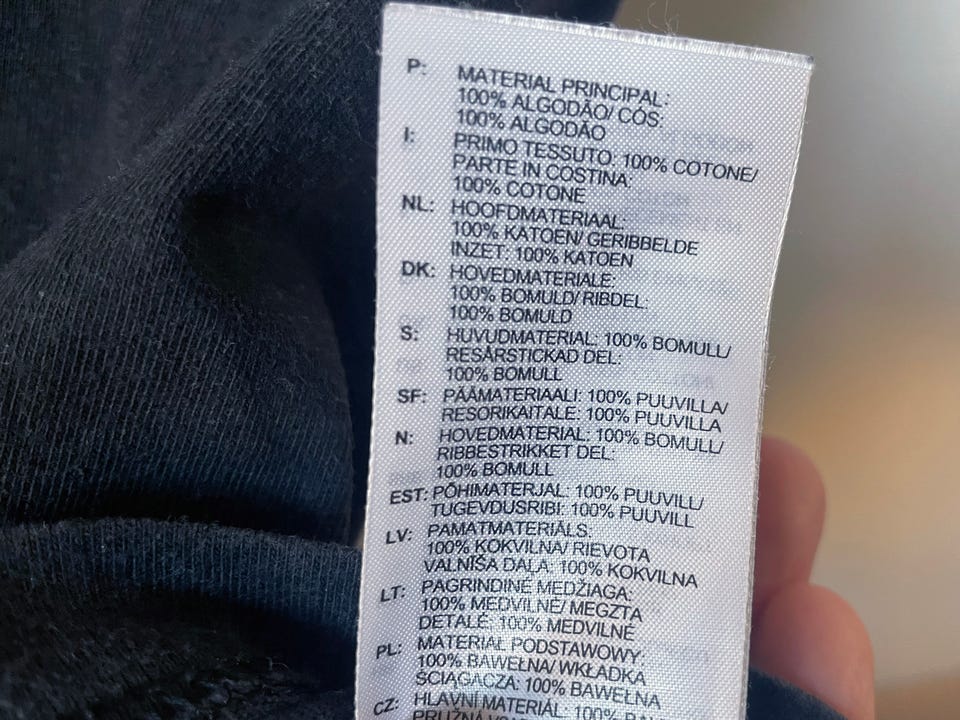 P: MATERIAL PRINCIPAL:
100% ALGODÃO/ CÓS:
100% ALGODÃO
I: PRIMO TESSUTO: 100% COTONE/
PARTE IN COSTINA:
100% COTONE
NL: HOOFDMATERIAAL:
100% KATOEN/ GERIBBELDE
INZET: 100% KATOEN
DK: HOVEDMATERIALE:
100% BOMULD/ RIBDEL:
100% BOMULD
S: HUVUDMATERIAL: 100% BOMULL/
RESÅRSTICKAD DEL:
100% BOMULL
SF: PÄÄMATERIAALI: 100% PUUVILLA/
RESORIKAITALE: 100% PUUVILLA
N: HOVEDMATERIAL: 100% BOMULL/
RIBBESTRIKKET DEL:
100% BOMULL
EST: PÕHIMATERJAL: 100% PUUVILL/
TUGEVDUSRIBI: 100% PUUVILL
LV: PAMATMATERIĀLS:
100% KOKVILNA/ RIEVOTA
VALNĪŠA DAĻA: 100% KOKVILNA
LT: PAGRINDINĖ MEDŽIAGA:
100% MEDVILNĖ/ MEGZTA
DETALĖ: 100% MEDVILNĖ
PL: MATERIAŁ PODSTAWOWY:
100% BAWEŁNA/ WKŁADKA
ŚCIĄGACZA: 100% BAWEŁNA
CZ: HLAVNÍ MATERIÁL: 100%
PRUŽNÁ